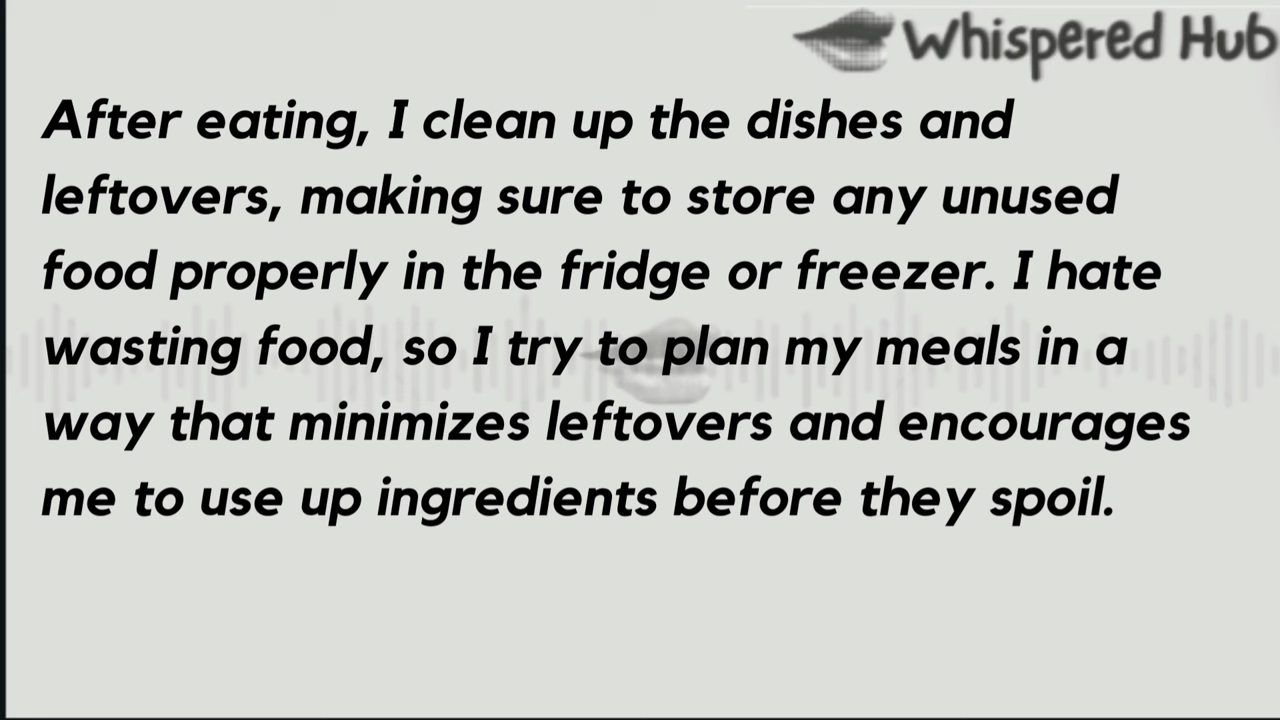 Whispered Hub
After eating, I clean up the dishes and
leftovers, making sure to store any unused
food properly in the fridge or freezer. I hate
wasting food, so I try to plan my meals in a
way that minimizes leftovers and encourages
me to use up ingredients before they spoil.